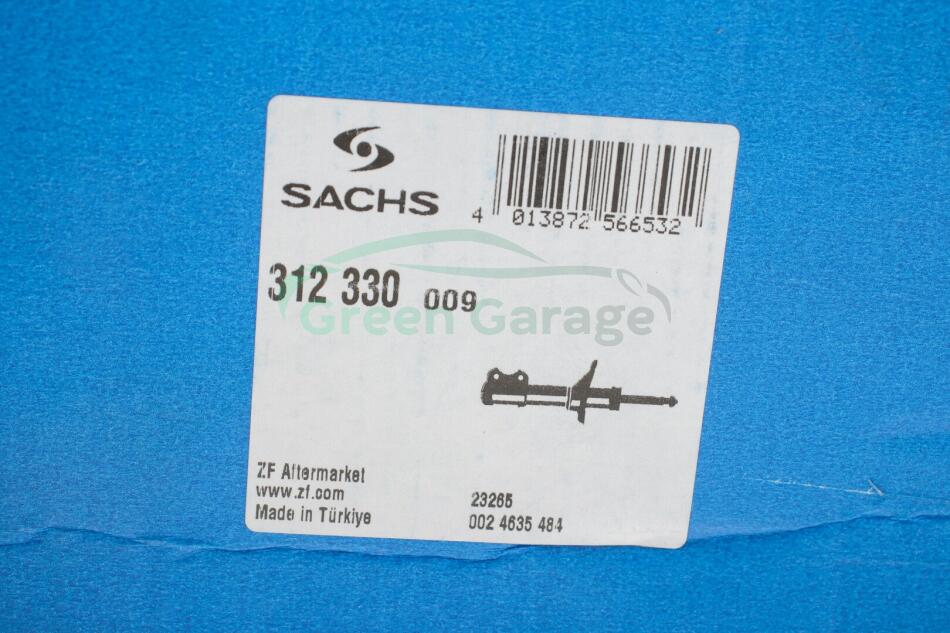 SACHS
4 013872 566532
312 330 009
Green Garage
ZF Aftermarket
www.zf.com
Made in Türkiye
23265
002 4635 484